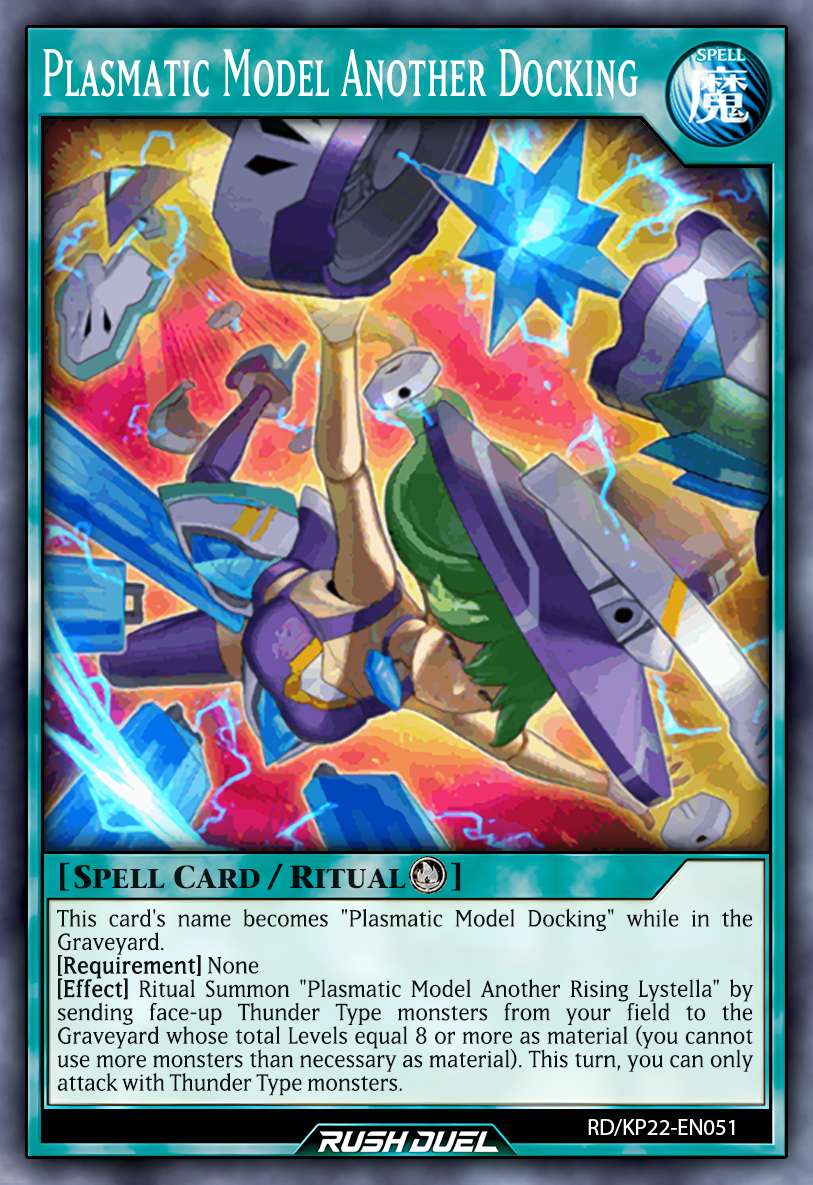 PLASMATIC MODEL ANOTHER DOCKING
SPELL
魔
[SPELL CARD / RITUAL]
This card's name becomes "Plasmatic Model Docking" while in the
Graveyard.
[Requirement] None
[Effect] Ritual Summon "Plasmatic Model Another Rising Lystella" by
sending face-up Thunder Type monsters from your field to the
Graveyard whose total Levels equal 8 or more as material (you cannot
use more monsters than necessary as material). This turn, you can only
attack with Thunder Type monsters.
RD/KP22-EN051
RUSH DUEL